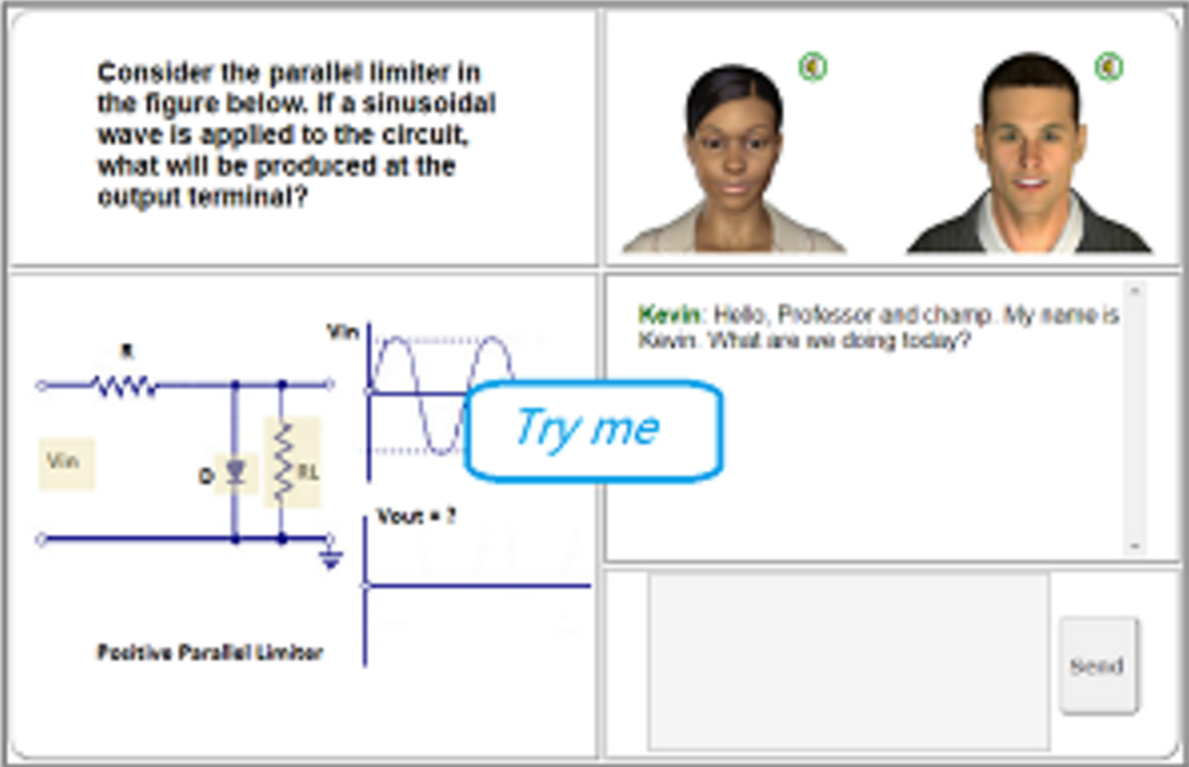 Consider the parallel limiter in
the figure below. If a sinusoidal
wave is applied to the circuit,
what will be produced at the
output terminal?
Kevin: Hello, Professor and champ. My name is
Kevin. What are we doing today?
Vin
R
Try me
Vin
D
RL
Vout = ?
Positive Parallel Limiter
Send